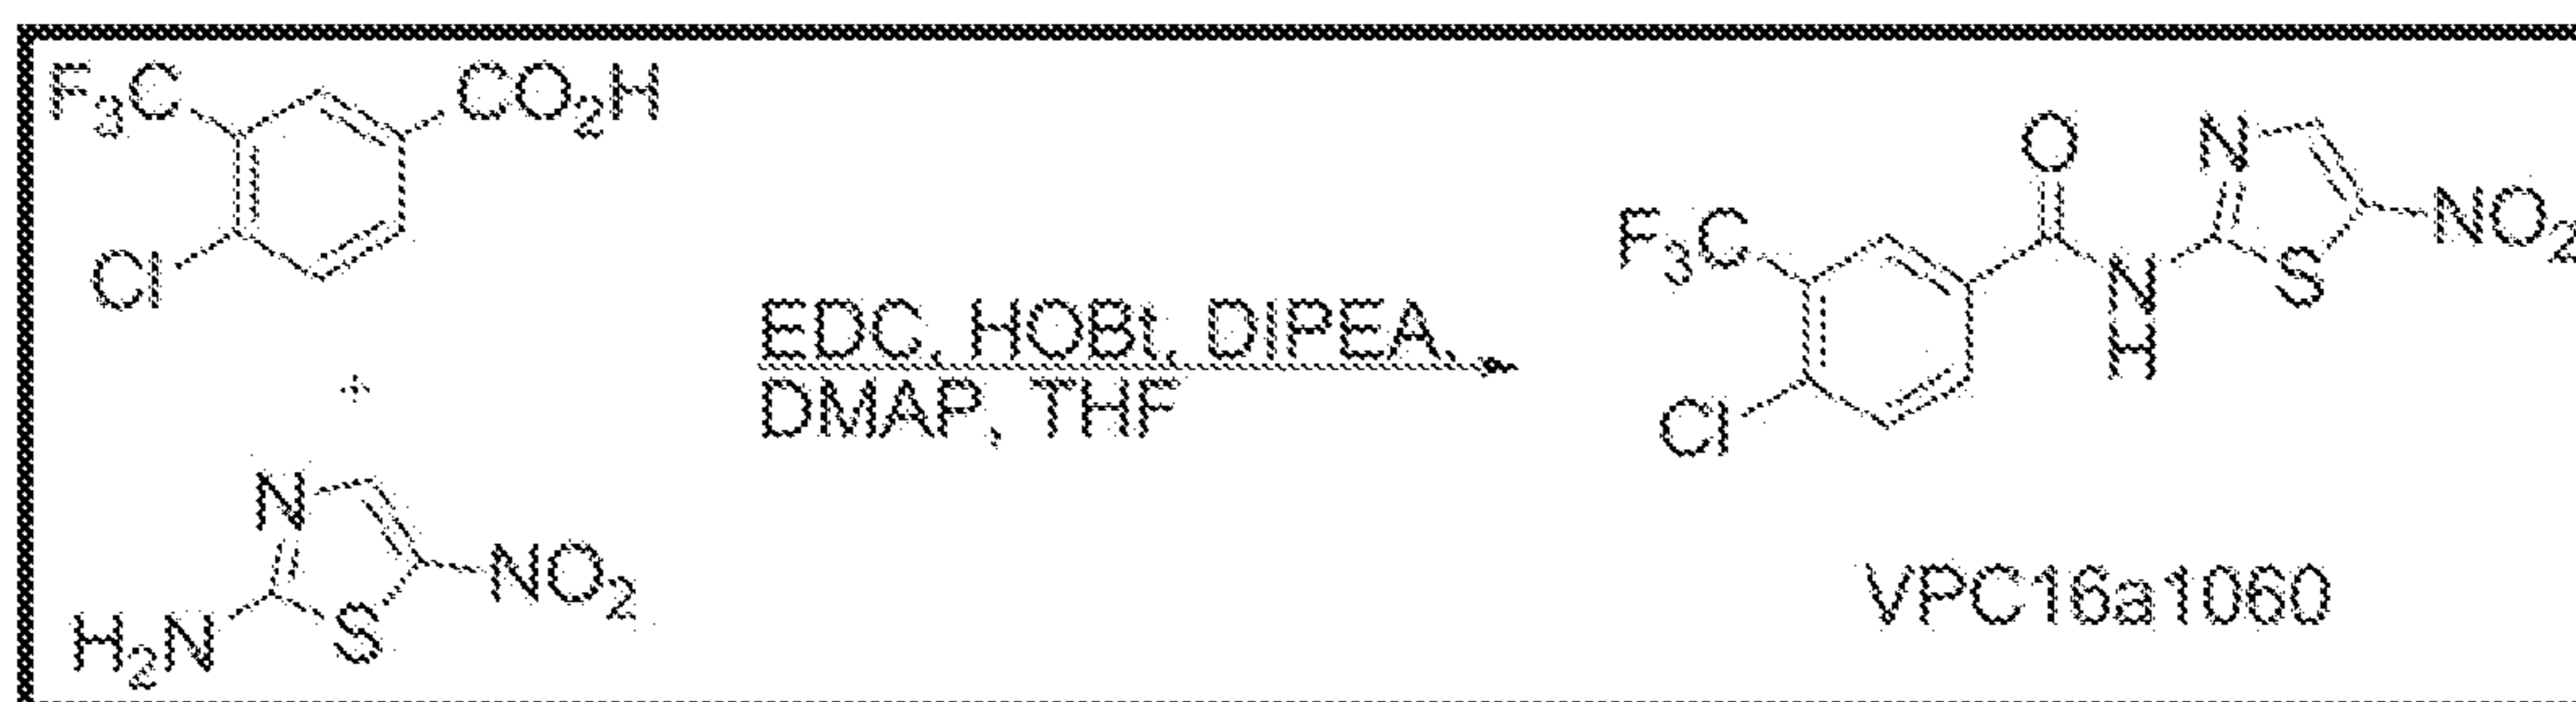 F3C CO2H
Cl
+
N
NO2
H2N S
EDC, HOBt, DIPEA,
DMAP, THF
O N
F3C NO2
N S
H
Cl
VPC16a1060